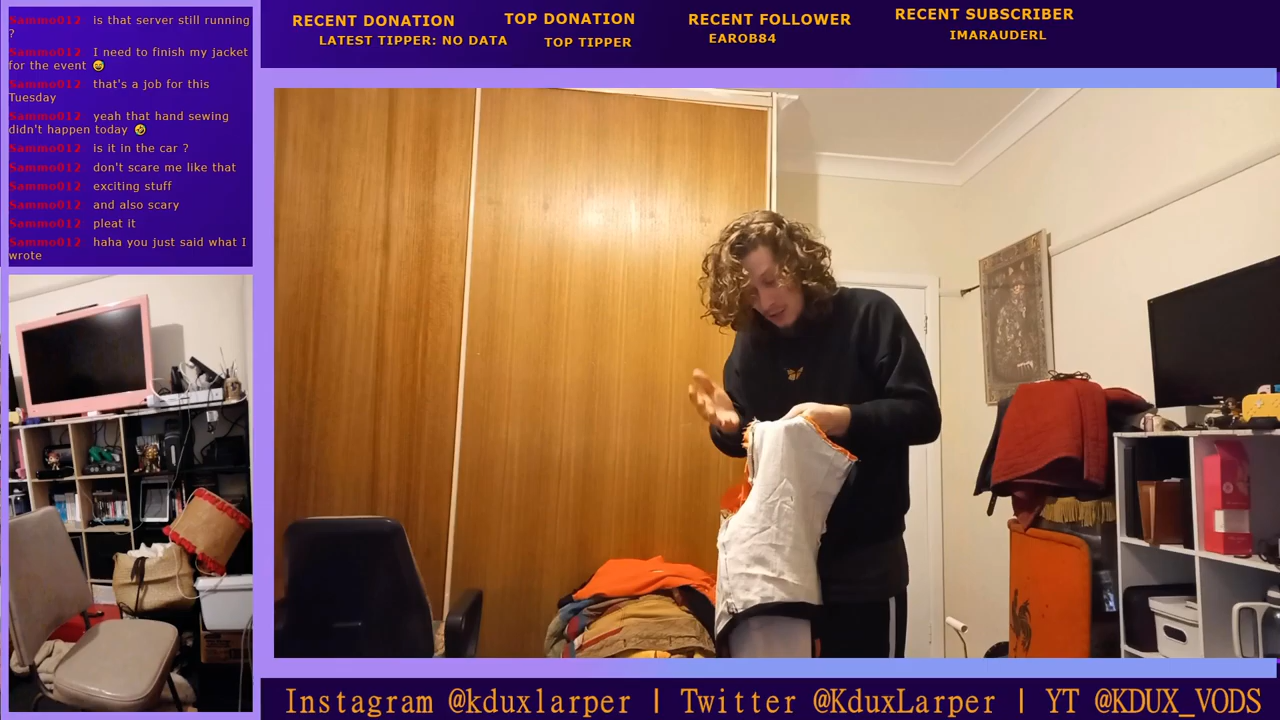 Sammo012 is that server still running
?
Sammo012 I need to finish my jacket
for the event
Sammo012 that's a job for this
Tuesday
Sammo012 yeah that hand sewing
didn't happen today
Sammo012 is it in the car ?
Sammo012 don't scare me like that
Sammo012 exciting stuff
Sammo012 and also scary
Sammo012 pleat it
Sammo012 haha you just said what I
wrote
RECENT DONATION
LATEST TIPPER: NO DATA
TOP DONATION
TOP TIPPER
RECENT FOLLOWER
EAROB84
RECENT SUBSCRIBER
IMARAUDERL
Instagram @kduxlarper | Twitter @KduxLarper | YT @KDUX_VODS